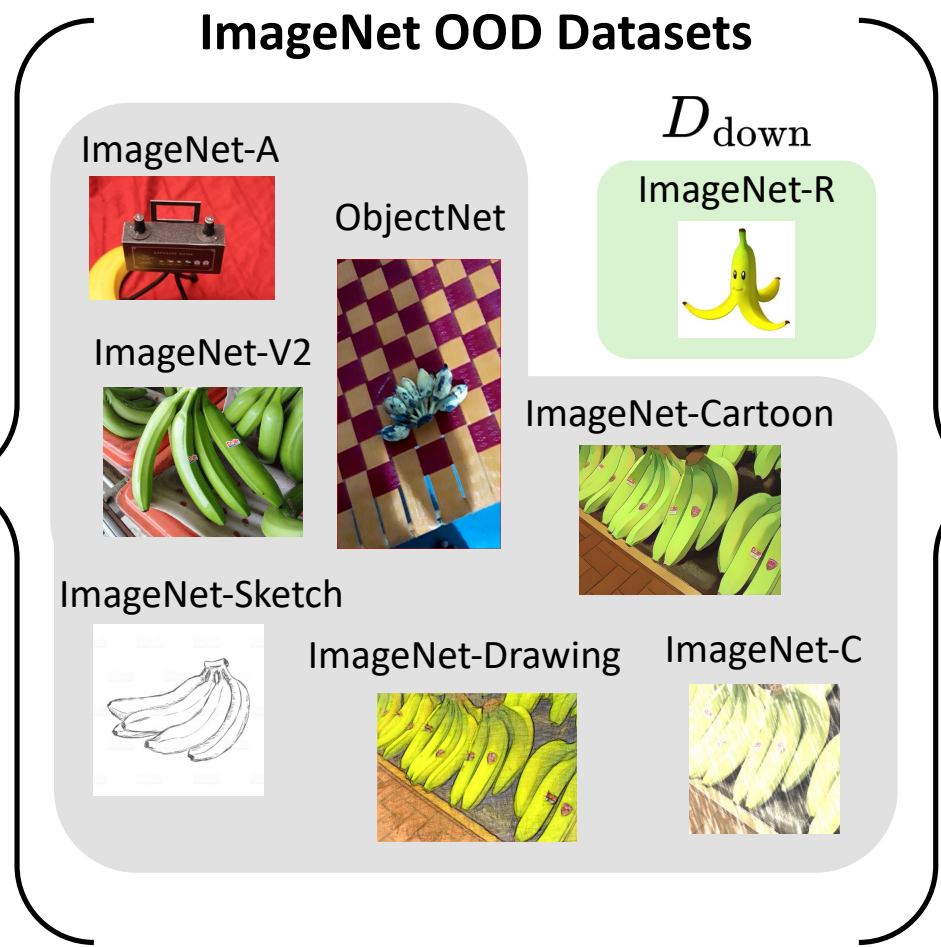 ImageNet OOD Datasets
D_down
ImageNet-A
ImageNet-R
ObjectNet
ImageNet-V2
ImageNet-Cartoon
ImageNet-Sketch
ImageNet-Drawing
ImageNet-C